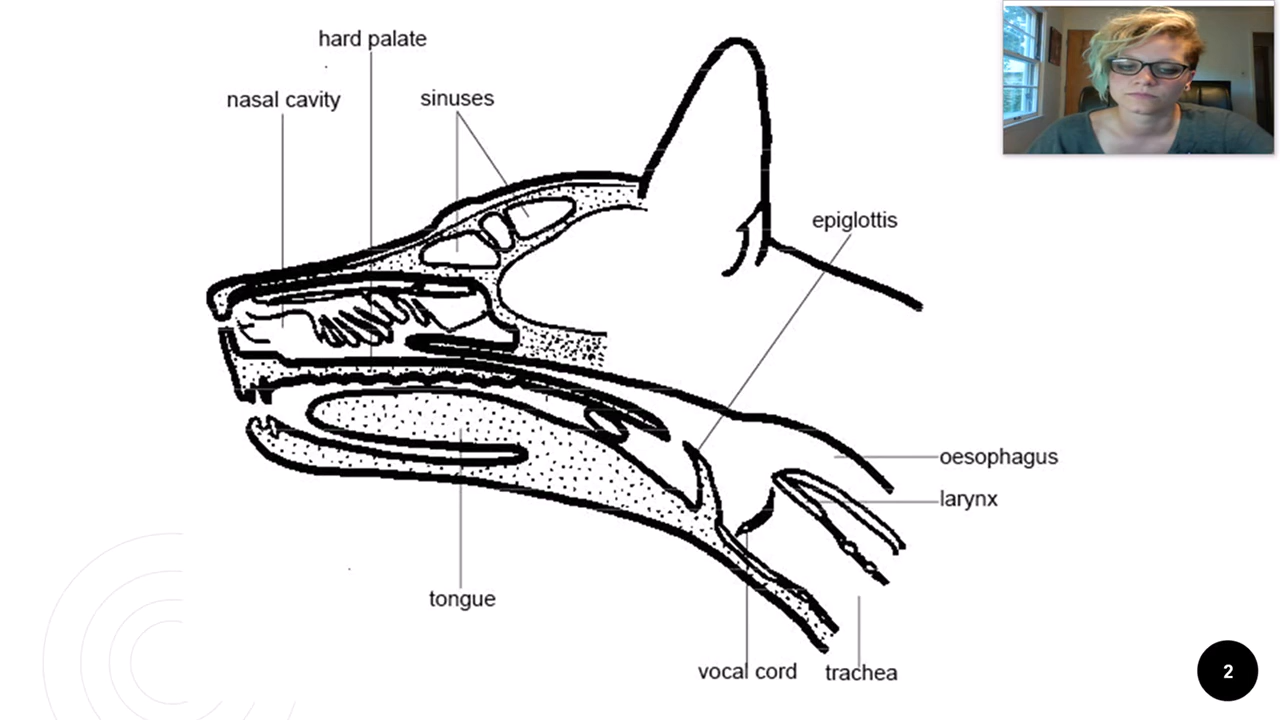 hard palate
nasal cavity
sinuses
epiglottis
oesophagus
larynx
tongue
vocal cord
trachea
2